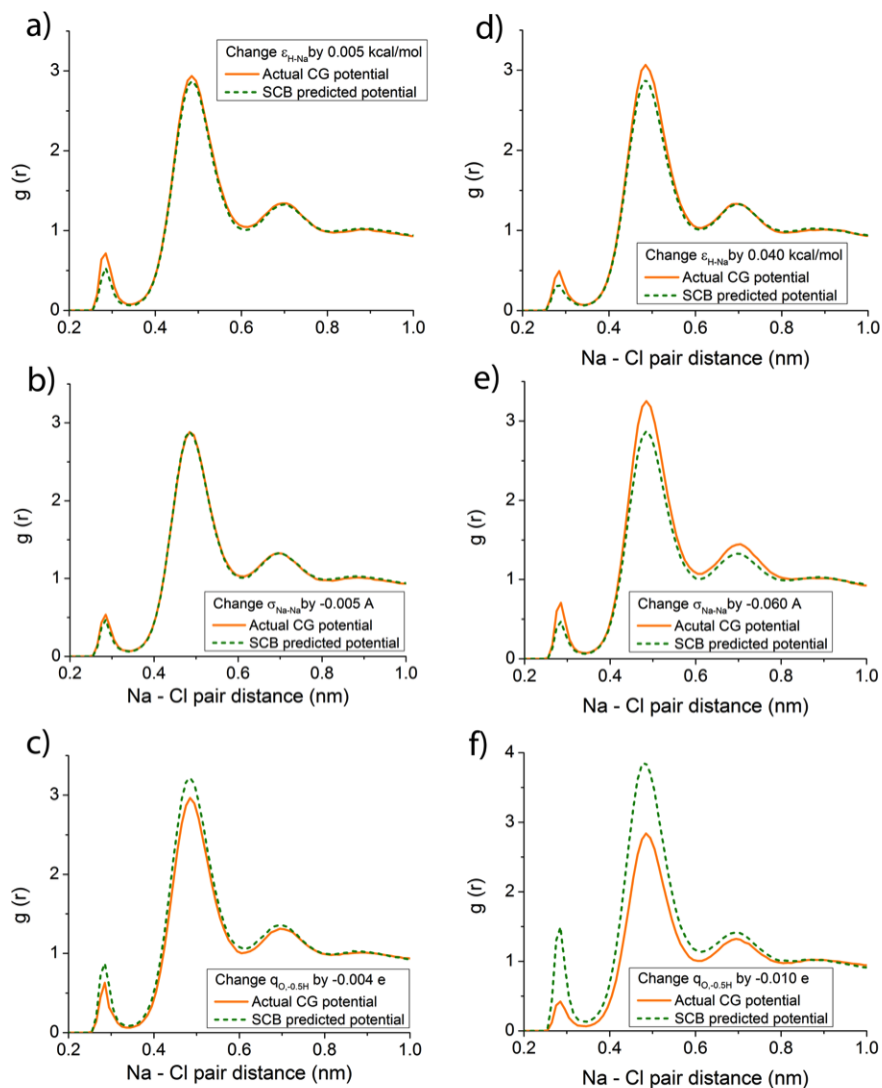 a)
Change ε_H-Na by 0.005 kcal/mol
Actual CG potential
SCB predicted potential
g (r)
3
2
1
0
0.2 0.4 0.6 0.8 1.0
b)
Change σ_Na-Na by -0.005 A
Actual CG potential
SCB predicted potential
g (r)
3
2
1
0
0.2 0.4 0.6 0.8 1.0
Na - Cl pair distance (nm)
c)
Change q_O,-0.5H by -0.004 e
Actual CG potential
SCB predicted potential
g (r)
3
2
1
0
0.2 0.4 0.6 0.8 1.0
Na - Cl pair distance (nm)
d)
Change ε_H-Na by 0.040 kcal/mol
Actual CG potential
SCB predicted potential
g (r)
3
2
1
0
0.2 0.4 0.6 0.8 1.0
Na - Cl pair distance (nm)
e)
Change σ_Na-Na by -0.060 A
Actual CG potential
SCB predicted potential
g (r)
3
2
1
0
0.2 0.4 0.6 0.8 1.0
Na - Cl pair distance (nm)
f)
Change q_O,-0.5H by -0.010 e
Actual CG potential
SCB predicted potential
g (r)
4
3
2
1
0
0.2 0.4 0.6 0.8 1.0
Na - Cl pair distance (nm)